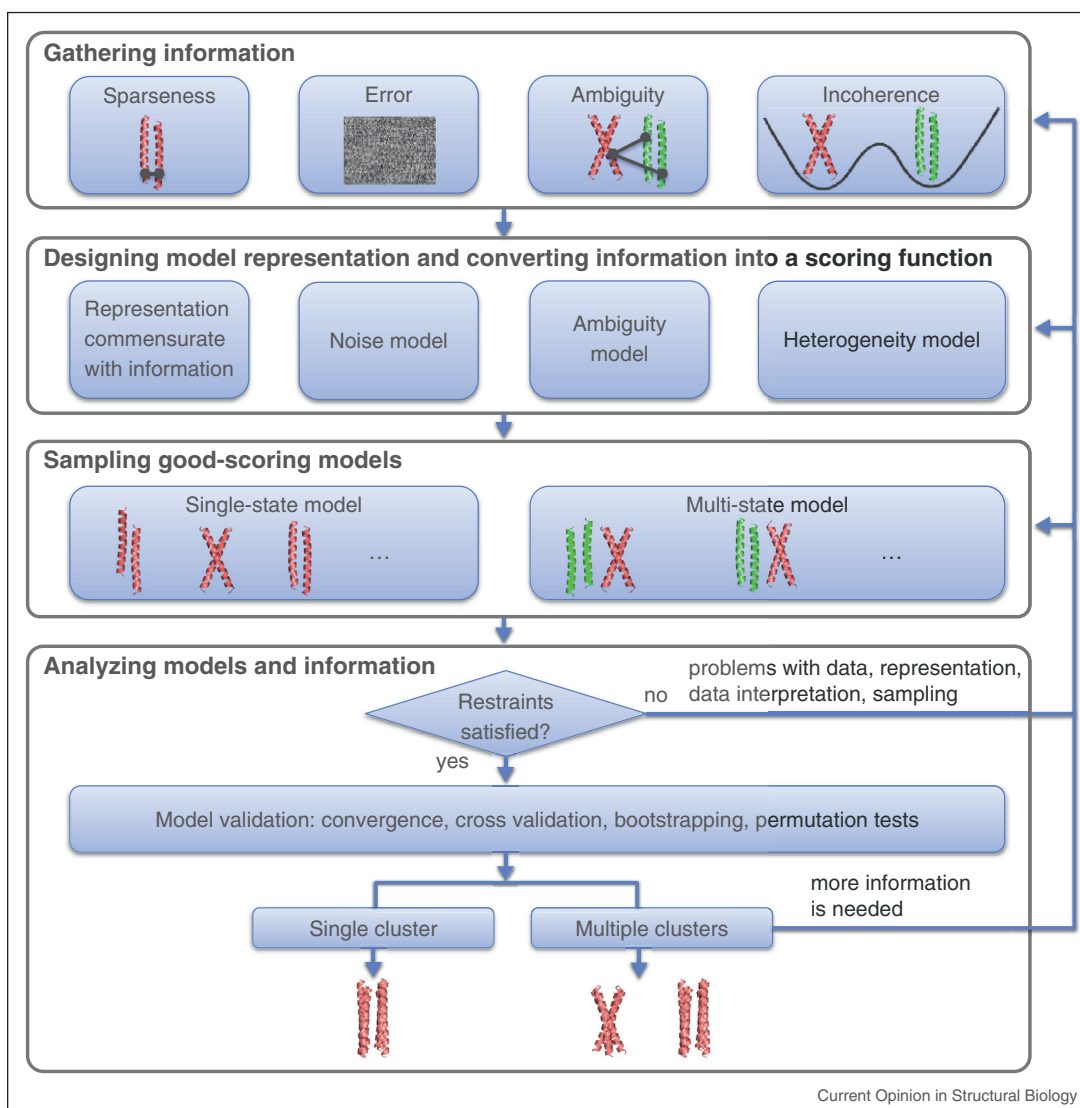 Gathering information
Sparseness
Error
Ambiguity
Incoherence
Designing model representation and converting information into a scoring function
Representation
commensurate
with information
Noise model
Ambiguity
model
Heterogeneity model
Sampling good-scoring models
Single-state model
...
Multi-state model
...
Analyzing models and information
Restraints
satisfied?
no
problems with data, representation,
data interpretation, sampling
yes
Model validation: convergence, cross validation, bootstrapping, permutation tests
more information
is needed
Single cluster
Multiple clusters
Current Opinion in Structural Biology